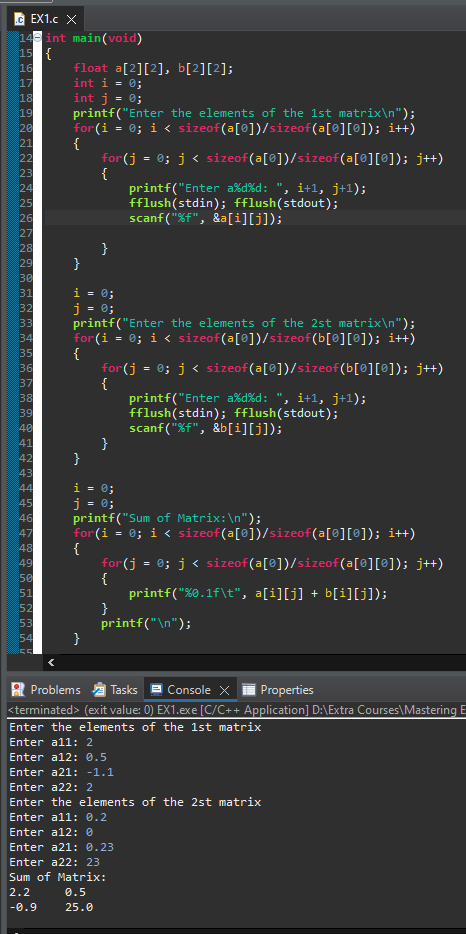 EX1.c
14 int main(void)
15 {
16 float a[2][2], b[2][2];
17 int i = 0;
18 int j = 0;
19 printf("Enter the elements of the 1st matrix\n");
20 for(i = 0; i < sizeof(a[0])/sizeof(a[0][0]); i++)
21 {
22 for(j = 0; j < sizeof(a[0])/sizeof(a[0][0]); j++)
23 {
24 printf("Enter a%d%d: ", i+1, j+1);
25 fflush(stdin); fflush(stdout);
26 scanf("%f", &a[i][j]);
27
28 }
29 }
30
31 i = 0;
32 j = 0;
33 printf("Enter the elements of the 2st matrix\n");
34 for(i = 0; i < sizeof(a[0])/sizeof(b[0][0]); i++)
35 {
36 for(j = 0; j < sizeof(a[0])/sizeof(b[0][0]); j++)
37 {
38 printf("Enter a%d%d: ", i+1, j+1);
39 fflush(stdin); fflush(stdout);
40 scanf("%f", &b[i][j]);
41 }
42 }
43
44 i = 0;
45 j = 0;
46 printf("Sum of Matrix:\n");
47 for(i = 0; i < sizeof(a[0])/sizeof(a[0][0]); i++)
48 {
49 for(j = 0; j < sizeof(a[0])/sizeof(a[0][0]); j++)
50 {
51 printf("%0.1f\t", a[i][j] + b[i][j]);
52 }
53 printf("\n");
54 }
55
Problems Tasks Console Properties
<terminated> (exit value: 0) EX1.exe [C/C++ Application] D:\Extra Courses\Mastering E
Enter the elements of the 1st matrix
Enter a11: 2
Enter a12: 0.5
Enter a21: -1.1
Enter a22: 2
Enter the elements of the 2st matrix
Enter a11: 0.2
Enter a12: 0
Enter a21: 0.23
Enter a22: 23
Sum of Matrix:
2.2 0.5
-0.9 25.0